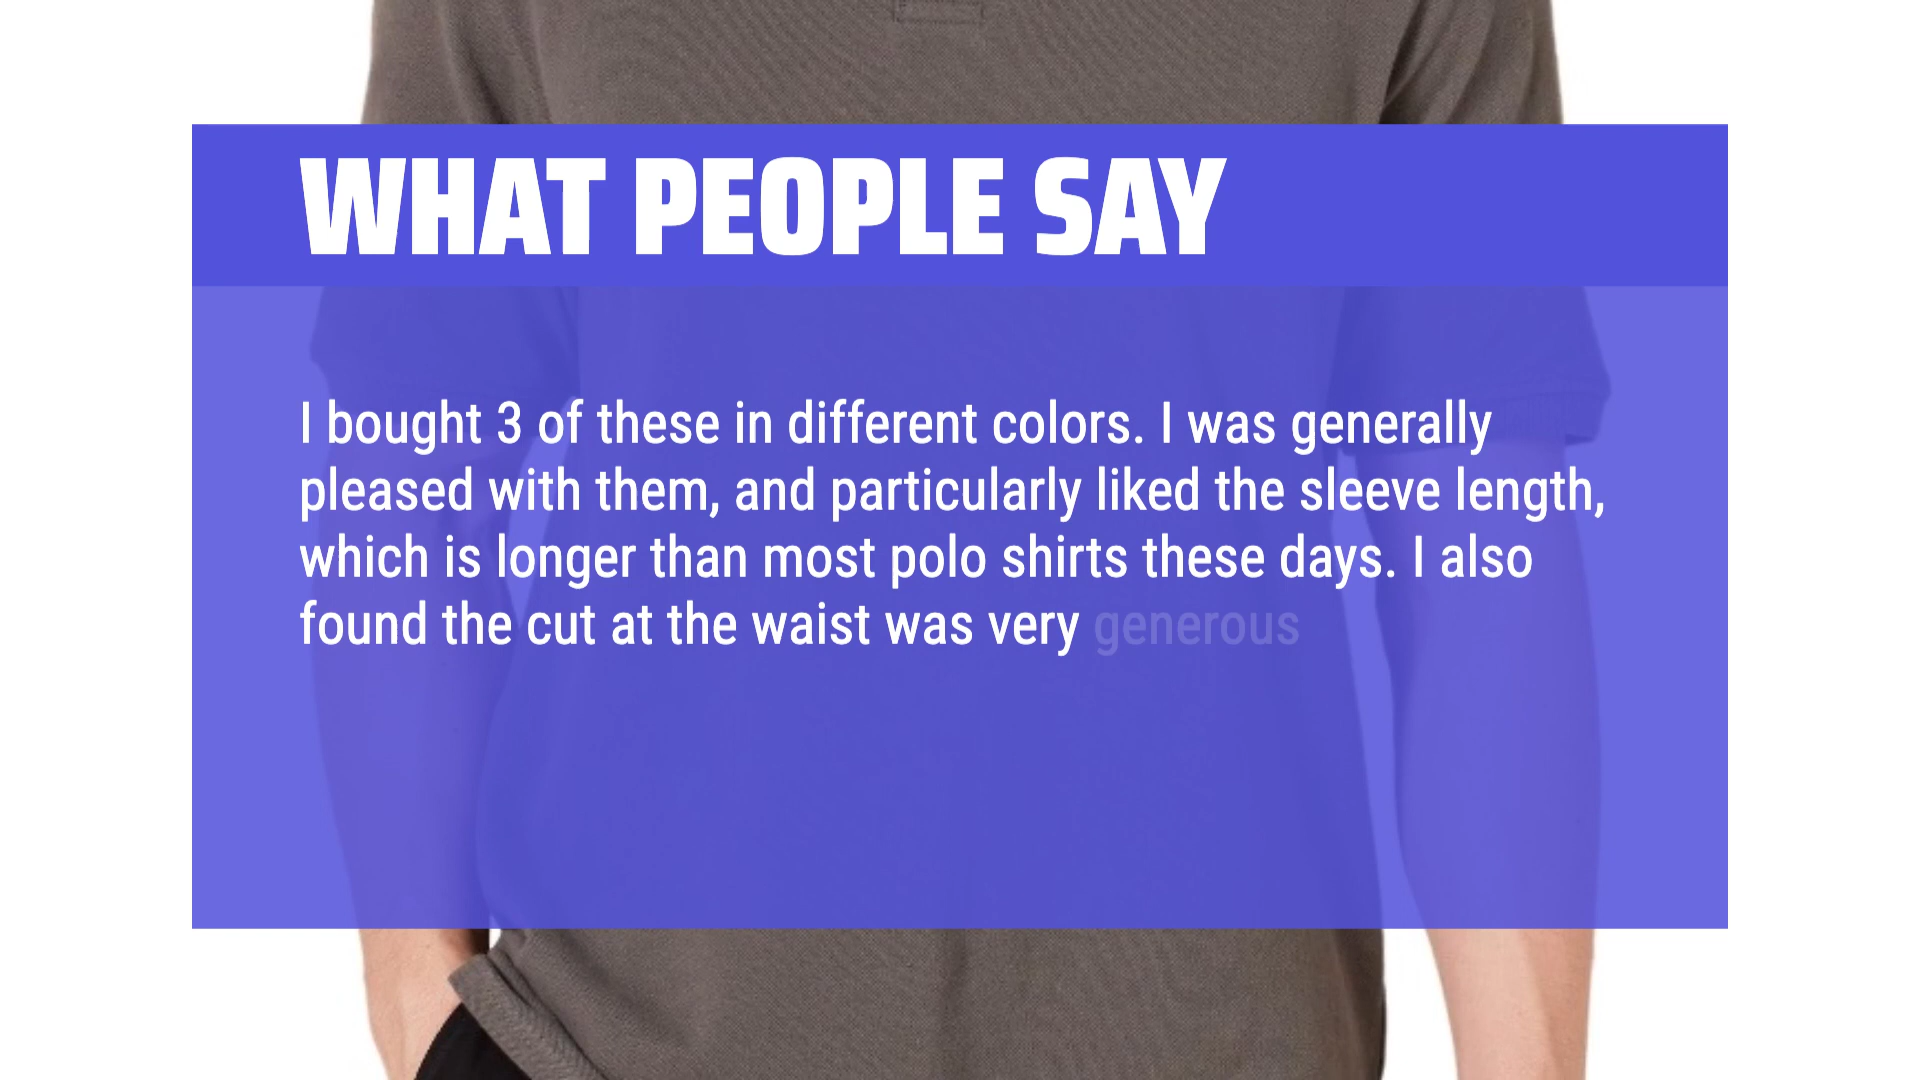 WHAT PEOPLE SAY
I bought 3 of these in different colors. I was generally
pleased with them, and particularly liked the sleeve length,
which is longer than most polo shirts these days. I also
found the cut at the waist was very generous